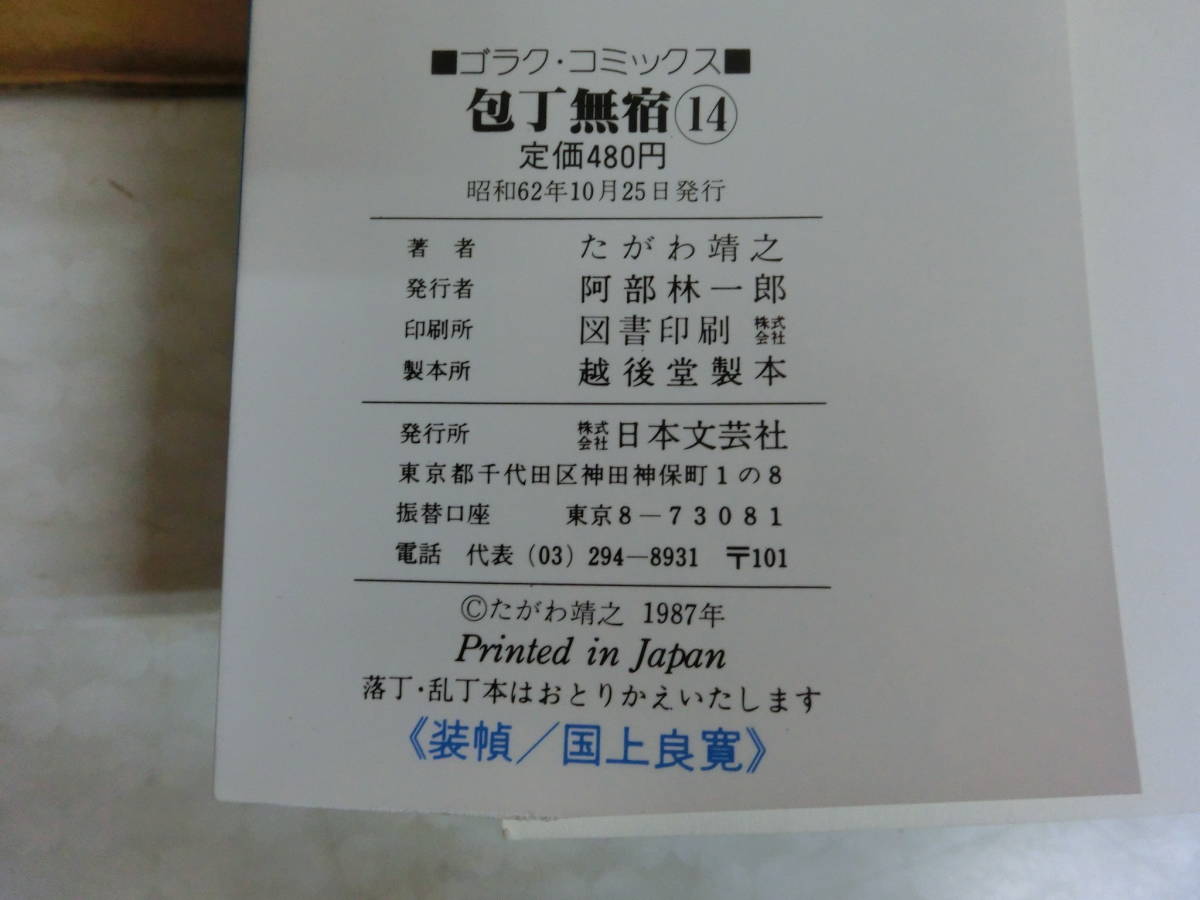 ■ゴラク・コミックス■
包丁無宿⑭
定価480円
昭和62年10月25日発行
著者 たがわ靖之
発行者 阿部林一郎
印刷所 図書印刷 株式会社
製本所 越後堂製本
発行所 株式会社 日本文芸社
東京都千代田区神田神保町1の8
振替口座 東京8―73081
電話 代表(03)294―8931 〒101
©たがわ靖之 1987年
Printed in Japan
落丁・乱丁本はおとりかえいたします
《装幀／国上良寛》